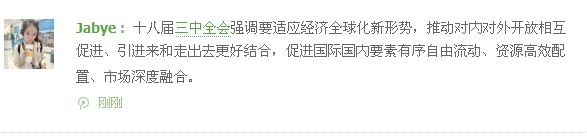 Jabye： 十八届三中全会强调要适应经济全球化新形势，推动对内对外开放相互
促进、引进来和走出去更好结合，促进国际国内要素有序自由流动、资源高效配
置、市场深度融合。
刚刚